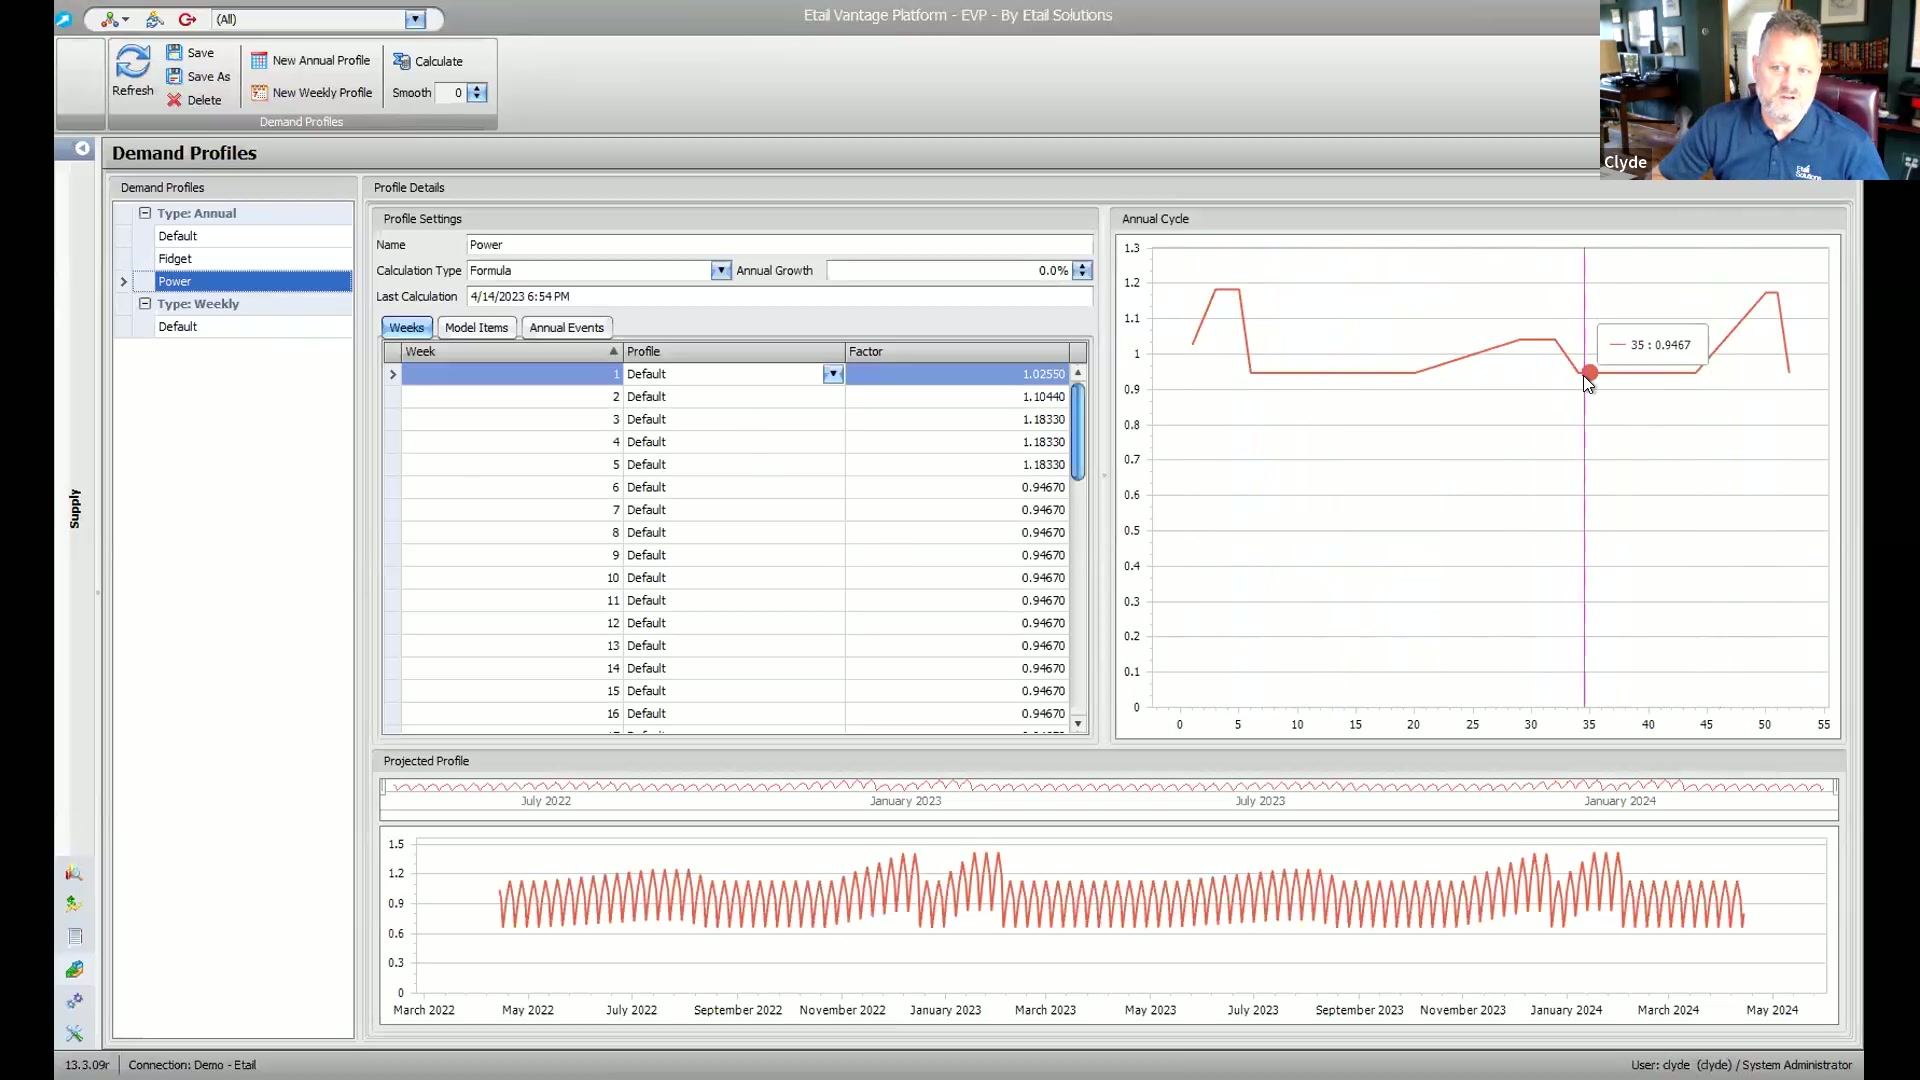 (All)
Etail Vantage Platform - EVP - By Etail Solutions
Refresh
Save
Save As
Delete
New Annual Profile
New Weekly Profile
Calculate
Smooth 0
Demand Profiles
Clyde
Etail
Solutions
Demand Profiles
Demand Profiles
Type: Annual
Default
Fidget
Power
Type: Weekly
Default
Supply
Profile Details
Profile Settings
Name Power
Calculation Type Formula Annual Growth 0.0%
Last Calculation 4/14/2023 6:54 PM
Weeks Model Items Annual Events
Week Profile Factor
1 Default 1.02550
2 Default 1.10440
3 Default 1.18330
4 Default 1.18330
5 Default 1.18330
6 Default 0.94670
7 Default 0.94670
8 Default 0.94670
9 Default 0.94670
10 Default 0.94670
11 Default 0.94670
12 Default 0.94670
13 Default 0.94670
14 Default 0.94670
15 Default 0.94670
16 Default 0.94670
Annual Cycle
1.3
1.2
1.1
1
0.9
0.8
0.7
0.6
0.5
0.4
0.3
0.2
0.1
0
35 : 0.9467
0 5 10 15 20 25 30 35 40 45 50 55
Projected Profile
July 2022 January 2023 July 2023 January 2024
1.5
1.2
0.9
0.6
0.3
0
March 2022 May 2022 July 2022 September 2022 November 2022 January 2023 March 2023 May 2023 July 2023 September 2023 November 2023 January 2024 March 2024 May 2024
13.3.09r Connection: Demo - Etail
User: clyde (clyde) / System Administrator